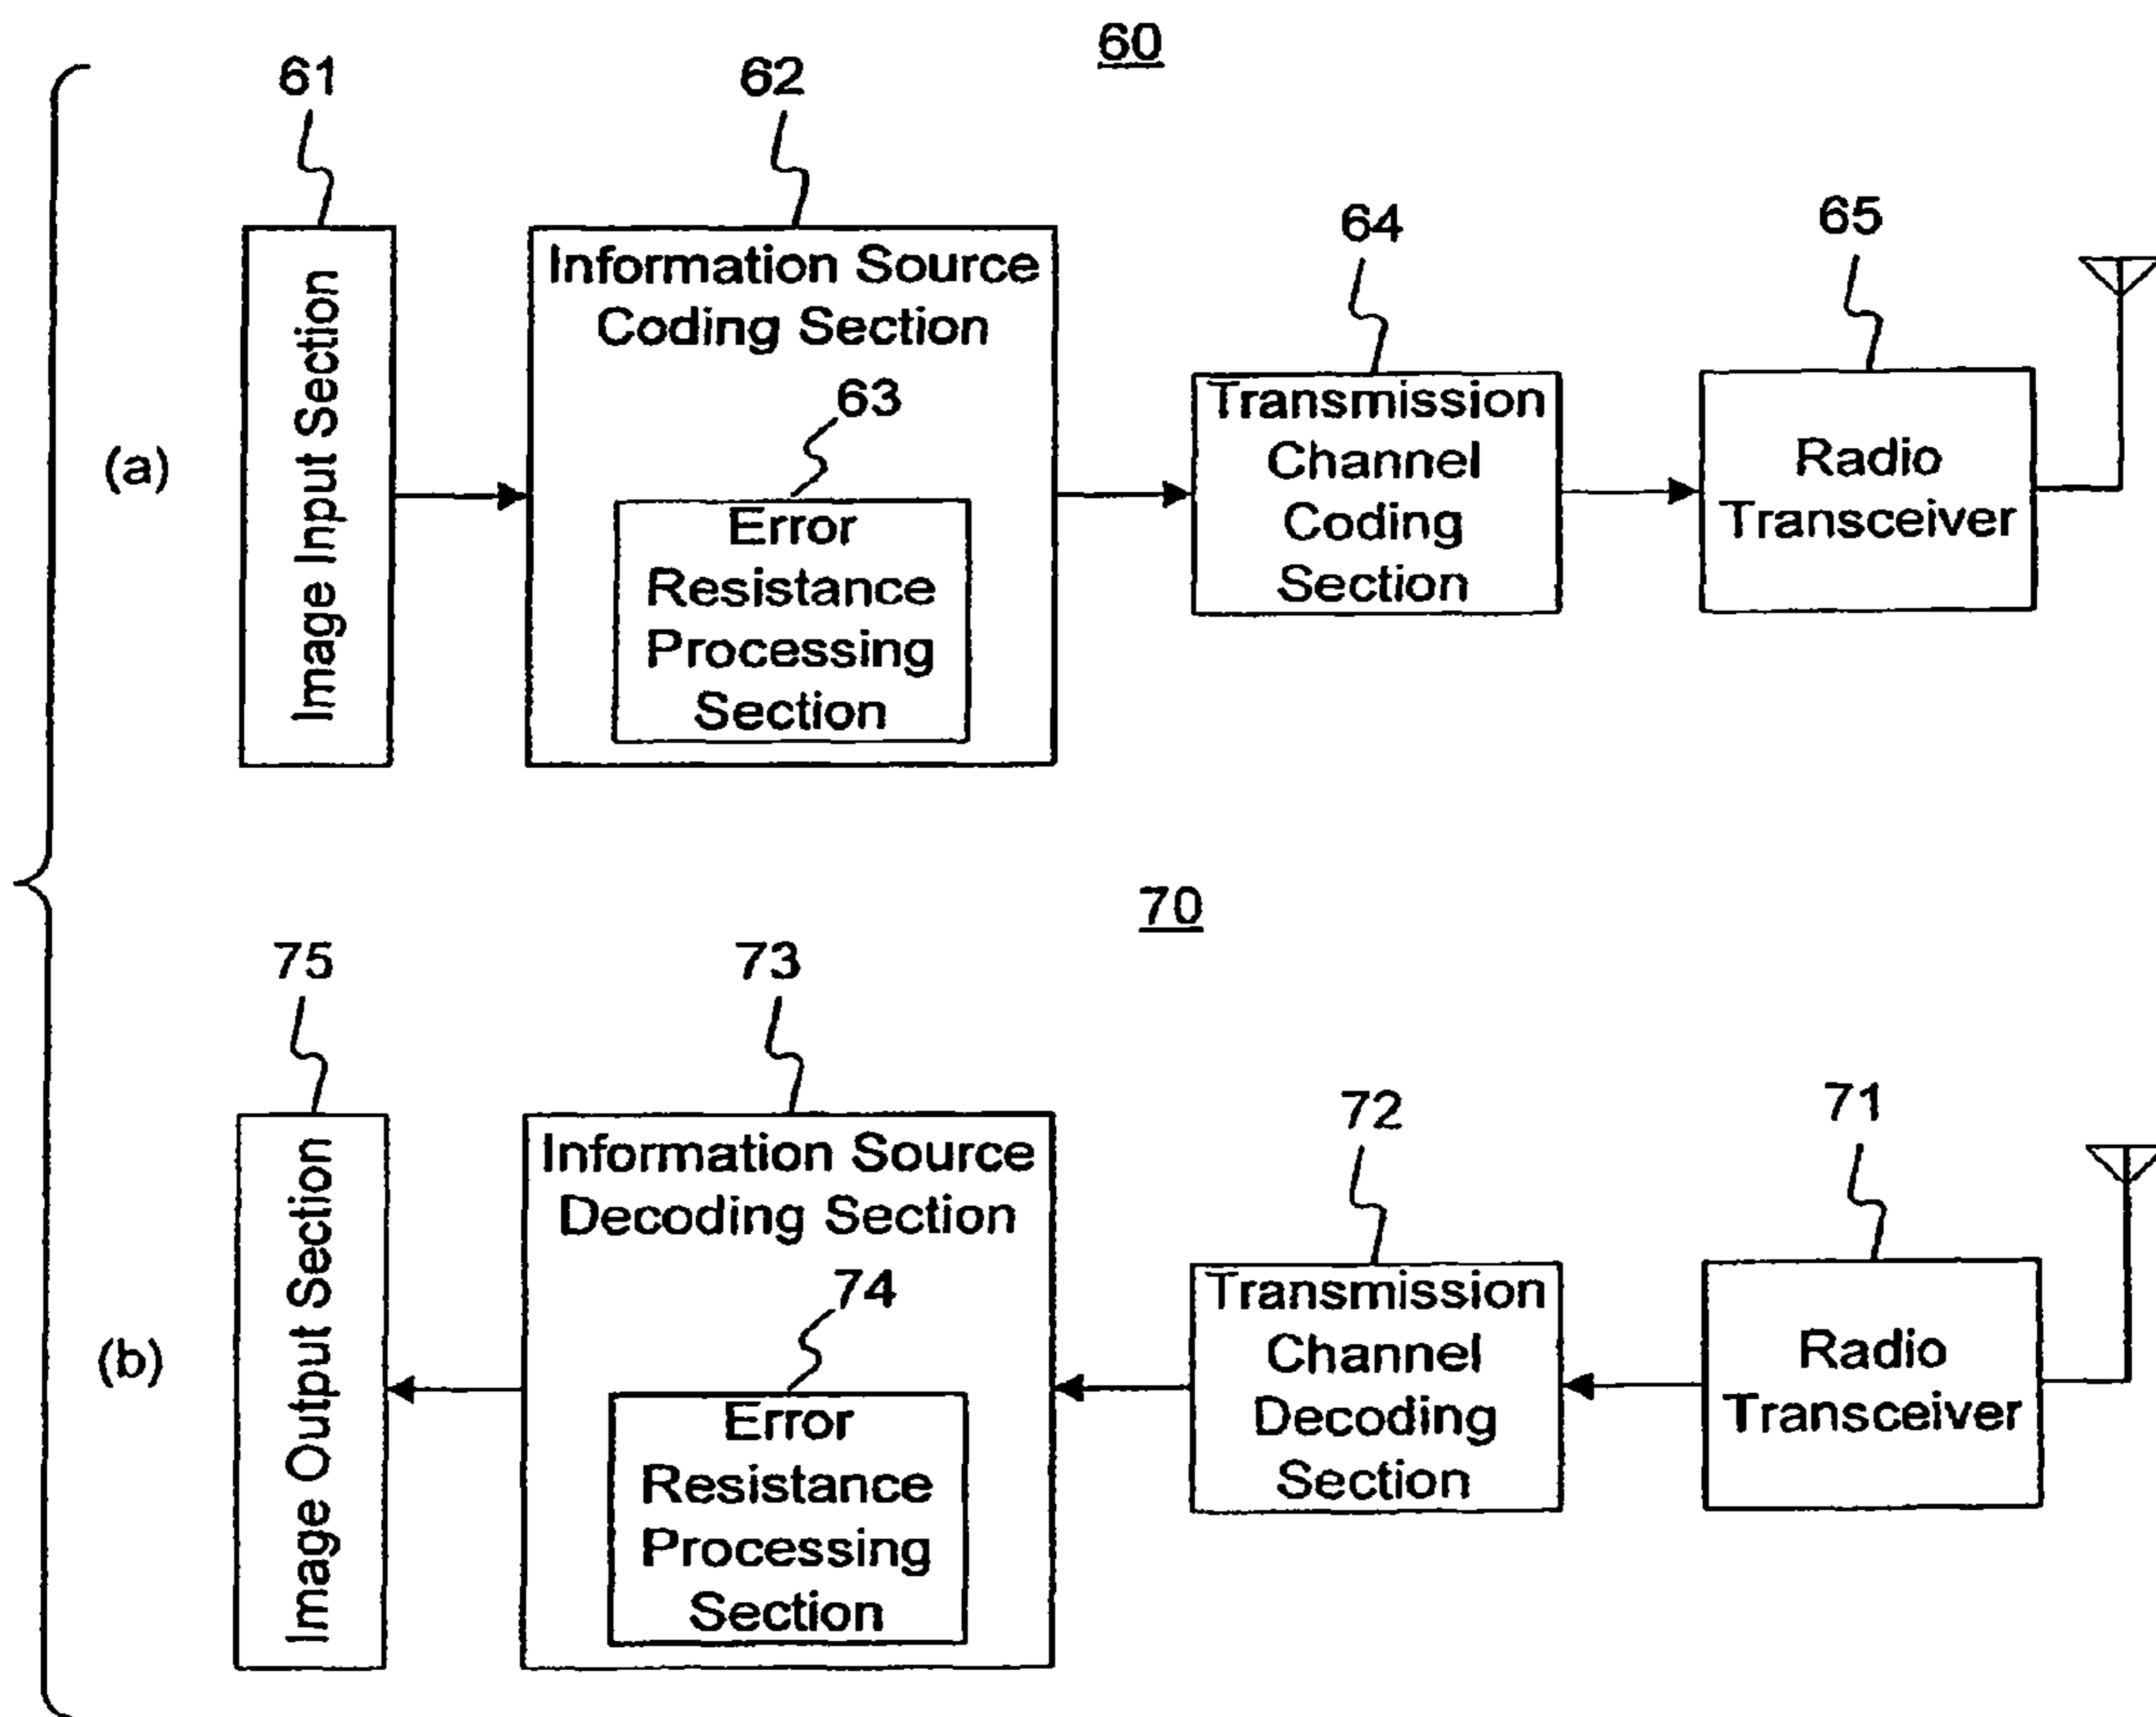 60
61
62
64
65
Image Input Section
Information Source
Coding Section
63
Error
Resistance
Processing
Section
Transmission
Channel
Coding
Section
Radio
Transceiver
(a)
70
75
73
72
71
Image Output Section
Information Source
Decoding Section
74
Error
Resistance
Processing
Section
Transmission
Channel
Decoding
Section
Radio
Transceiver
(b)